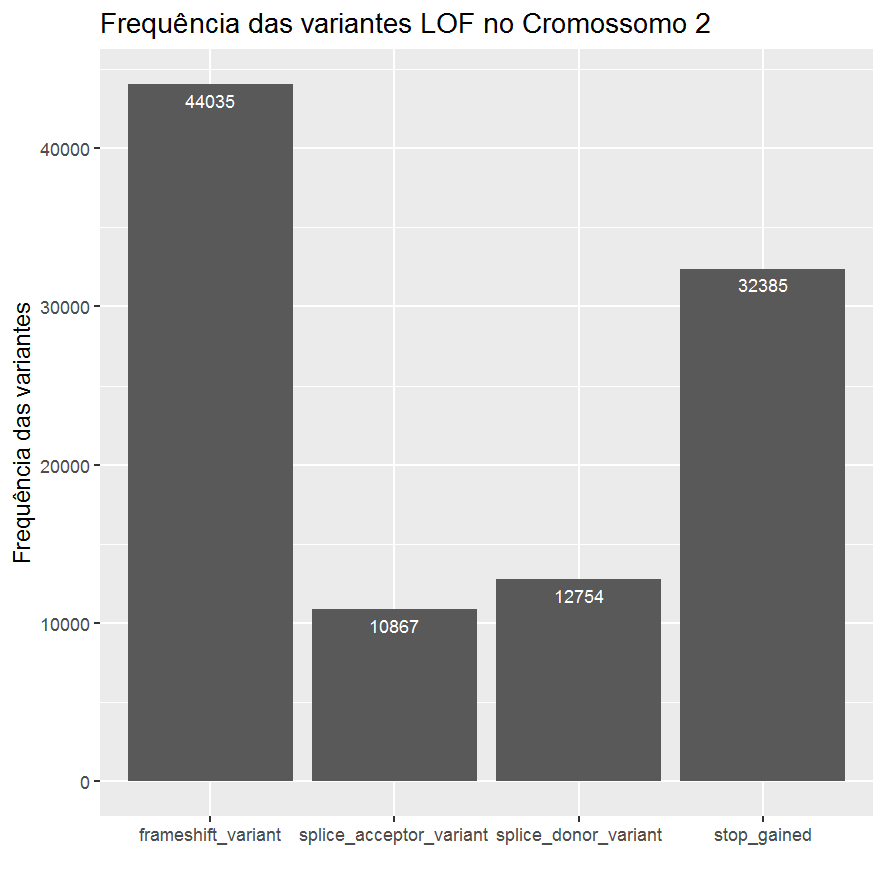 Frequência das variantes LOF no Cromossomo 2
Frequência das variantes
40000
30000
20000
10000
0
44035
10867
12754
32385
frameshift_variant
splice_acceptor_variant
splice_donor_variant
stop_gained